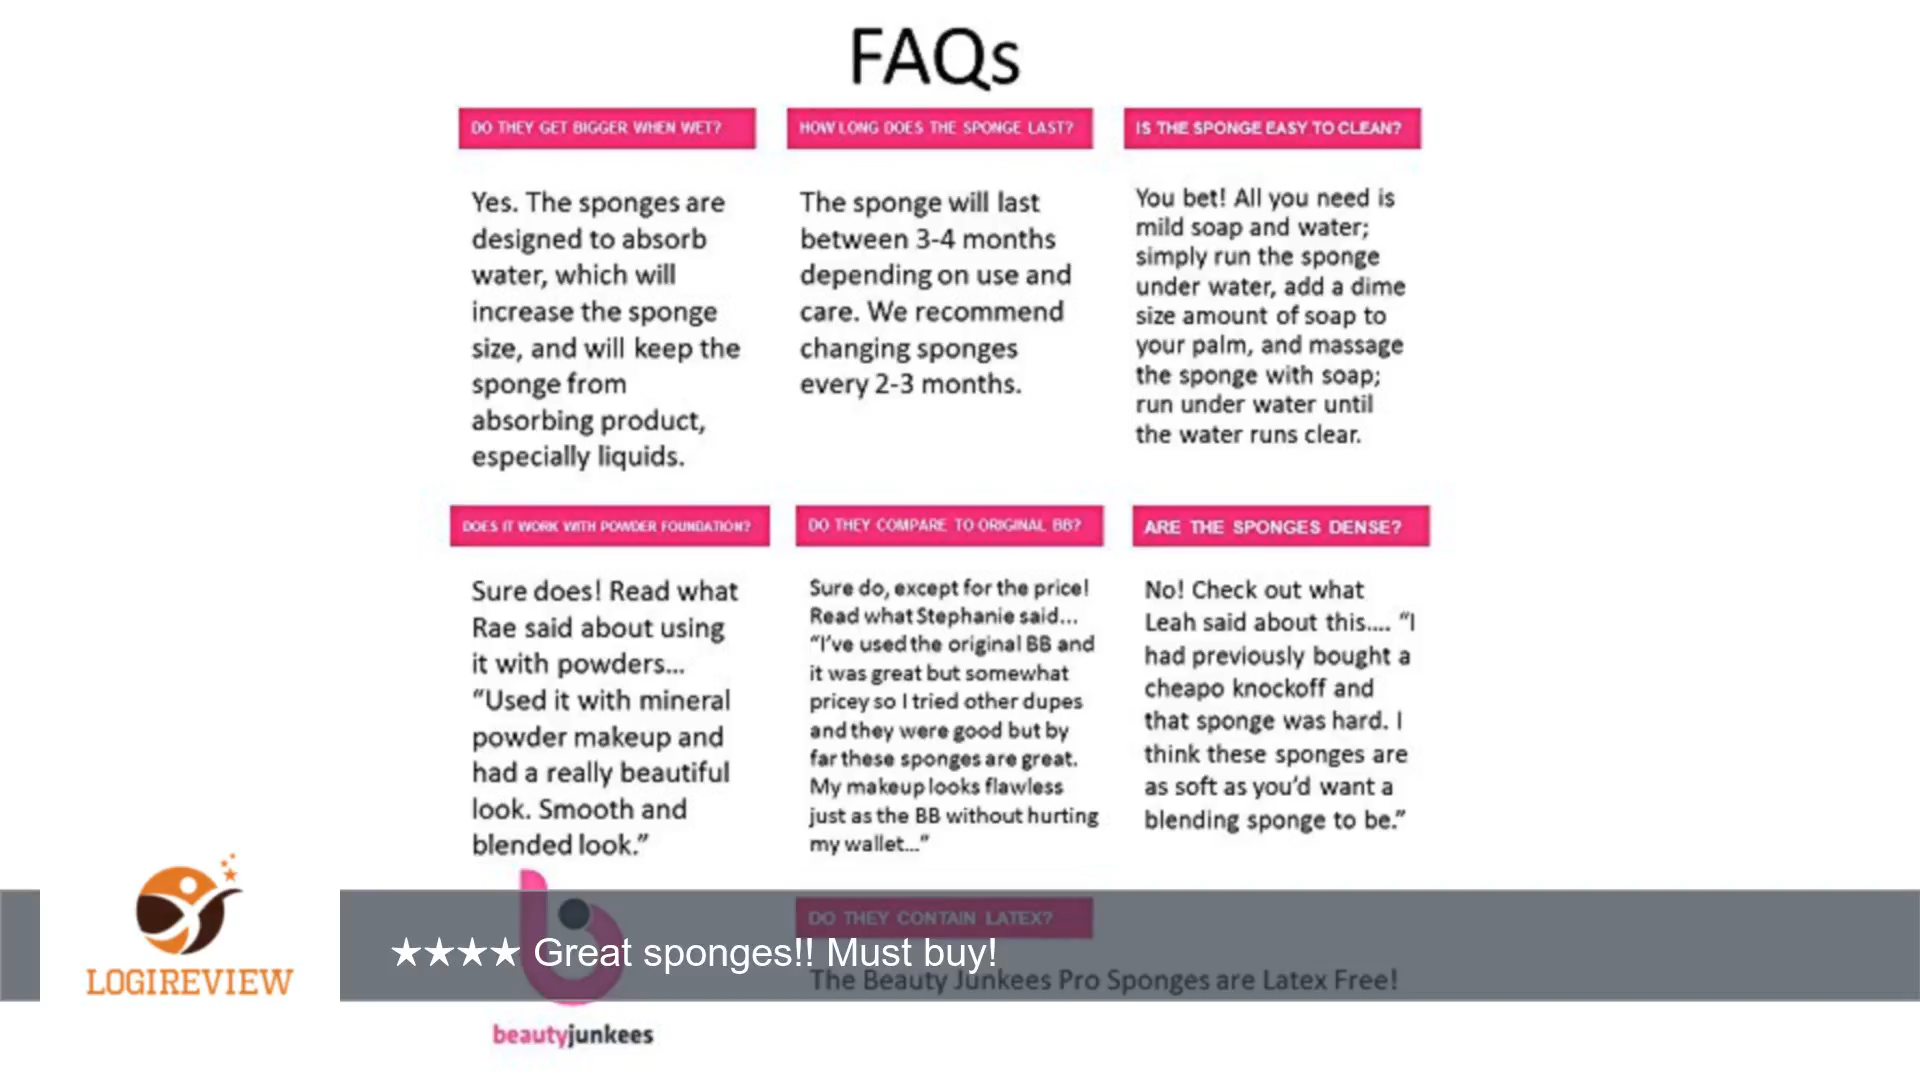 FAQs
DO THEY GET BIGGER WHEN WET?
Yes. The sponges are
designed to absorb
water, which will
increase the sponge
size, and will keep the
sponge from
absorbing product,
especially liquids.
HOW LONG DOES THE SPONGE LAST?
The sponge will last
between 3-4 months
depending on use and
care. We recommend
changing sponges
every 2-3 months.
IS THE SPONGE EASY TO CLEAN?
You bet! All you need is
mild soap and water;
simply run the sponge
under water, add a dime
size amount of soap to
your palm, and massage
the sponge with soap;
run under water until
the water runs clear.
DOES IT WORK WITH POWDER FOUNDATION?
Sure does! Read what
Rae said about using
it with powders...
“Used it with mineral
powder makeup and
had a really beautiful
look. Smooth and
blended look.”
DO THEY COMPARE TO ORIGINAL BB?
Sure do, except for the price!
Read what Stephanie said...
“I’ve used the original BB and
it was great but somewhat
pricey so I tried other dupes
and they were good but by
far these sponges are great.
My makeup looks flawless
just as the BB without hurting
my wallet...”
ARE THE SPONGES DENSE?
No! Check out what
Leah said about this.... “I
had previously bought a
cheapo knockoff and
that sponge was hard. I
think these sponges are
as soft as you’d want a
blending sponge to be.”
DO THEY CONTAIN LATEX?
The Beauty Junkees Pro Sponges are Latex Free!
★★★★ Great sponges!! Must buy!
LOGIREVIEW
beautyjunkees